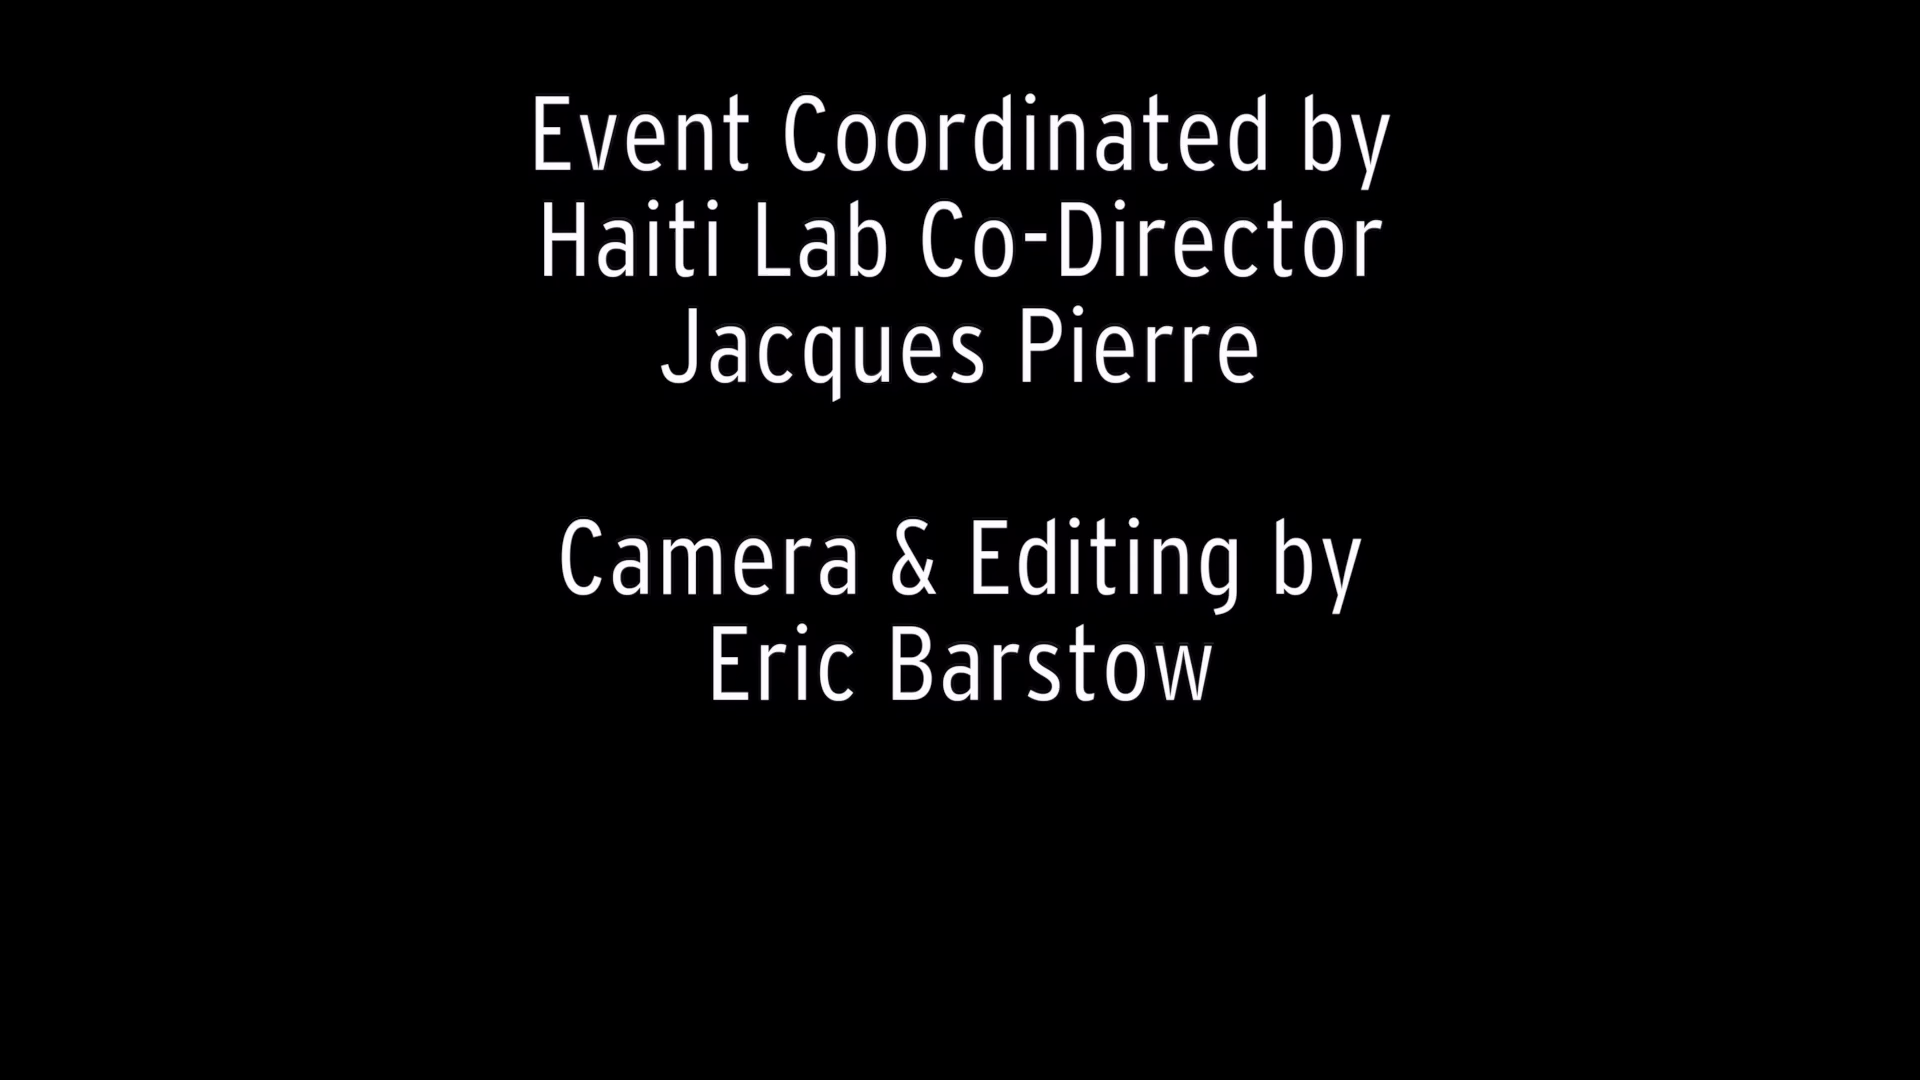 Event Coordinated by
Haiti Lab Co-Director
Jacques Pierre
Camera & Editing by
Eric Barstow